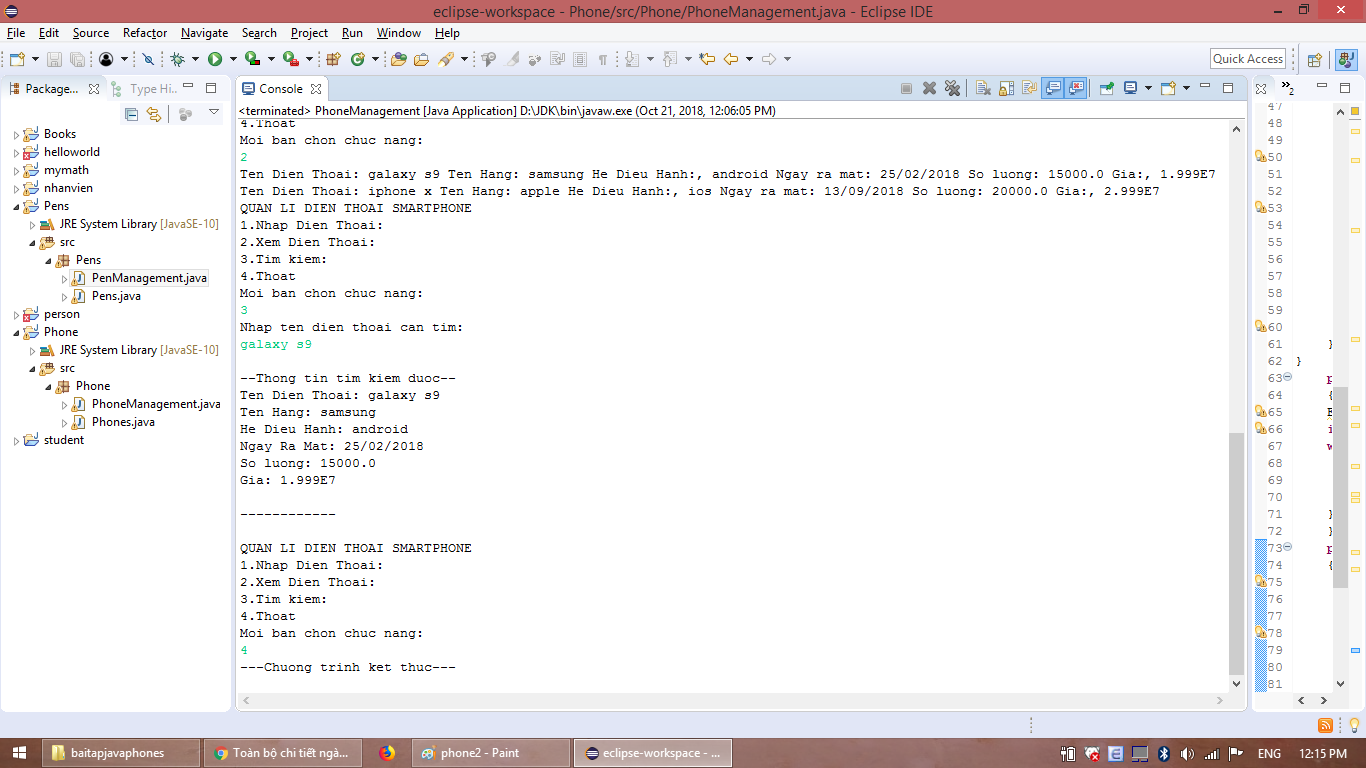 eclipse-workspace - Phone/src/Phone/PhoneManagement.java - Eclipse IDE
File Edit Source Refactor Navigate Search Project Run Window Help
Quick Access
Package...
Type Hi..
Console
2
<terminated> PhoneManagement [Java Application] D:\JDK\bin\javaw.exe (Oct 21, 2018, 12:06:05 PM)
Books
helloworld
mymath
nhanvien
Pens
JRE System Library [JavaSE-10]
src
Pens
PenManagement.java
Pens.java
person
Phone
JRE System Library [JavaSE-10]
src
Phone
PhoneManagement.java
Phones.java
student
4.Thoat
Moi ban chon chuc nang:
2
Ten Dien Thoai: galaxy s9 Ten Hang: samsung He Dieu Hanh:, android Ngay ra mat: 25/02/2018 So luong: 15000.0 Gia:, 1.999E7
Ten Dien Thoai: iphone x Ten Hang: apple He Dieu Hanh:, ios Ngay ra mat: 13/09/2018 So luong: 20000.0 Gia:, 2.999E7
QUAN LI DIEN THOAI SMARTPHONE
1.Nhap Dien Thoai:
2.Xem Dien Thoai:
3.Tim kiem:
4.Thoat
Moi ban chon chuc nang:
3
Nhap ten dien thoai can tim:
galaxy s9
--Thong tin tim kiem duoc--
Ten Dien Thoai: galaxy s9
Ten Hang: samsung
He Dieu Hanh: android
Ngay Ra Mat: 25/02/2018
So luong: 15000.0
Gia: 1.999E7
------------
QUAN LI DIEN THOAI SMARTPHONE
1.Nhap Dien Thoai:
2.Xem Dien Thoai:
3.Tim kiem:
4.Thoat
Moi ban chon chuc nang:
4
---Chuong trinh ket thuc---
47
48
49
50
51
52
53
54
55
56
57
58
59
60
61 }
62 }
63 p
64 {
65
66 i
67 w
68
69
70
71 }
72 }
73 p
74 {
75
76
77
78
79
80
81
baitapjavaphones
Toàn bộ chi tiết ngà...
phone2 - Paint
eclipse-workspace - ...
ENG
12:15 PM